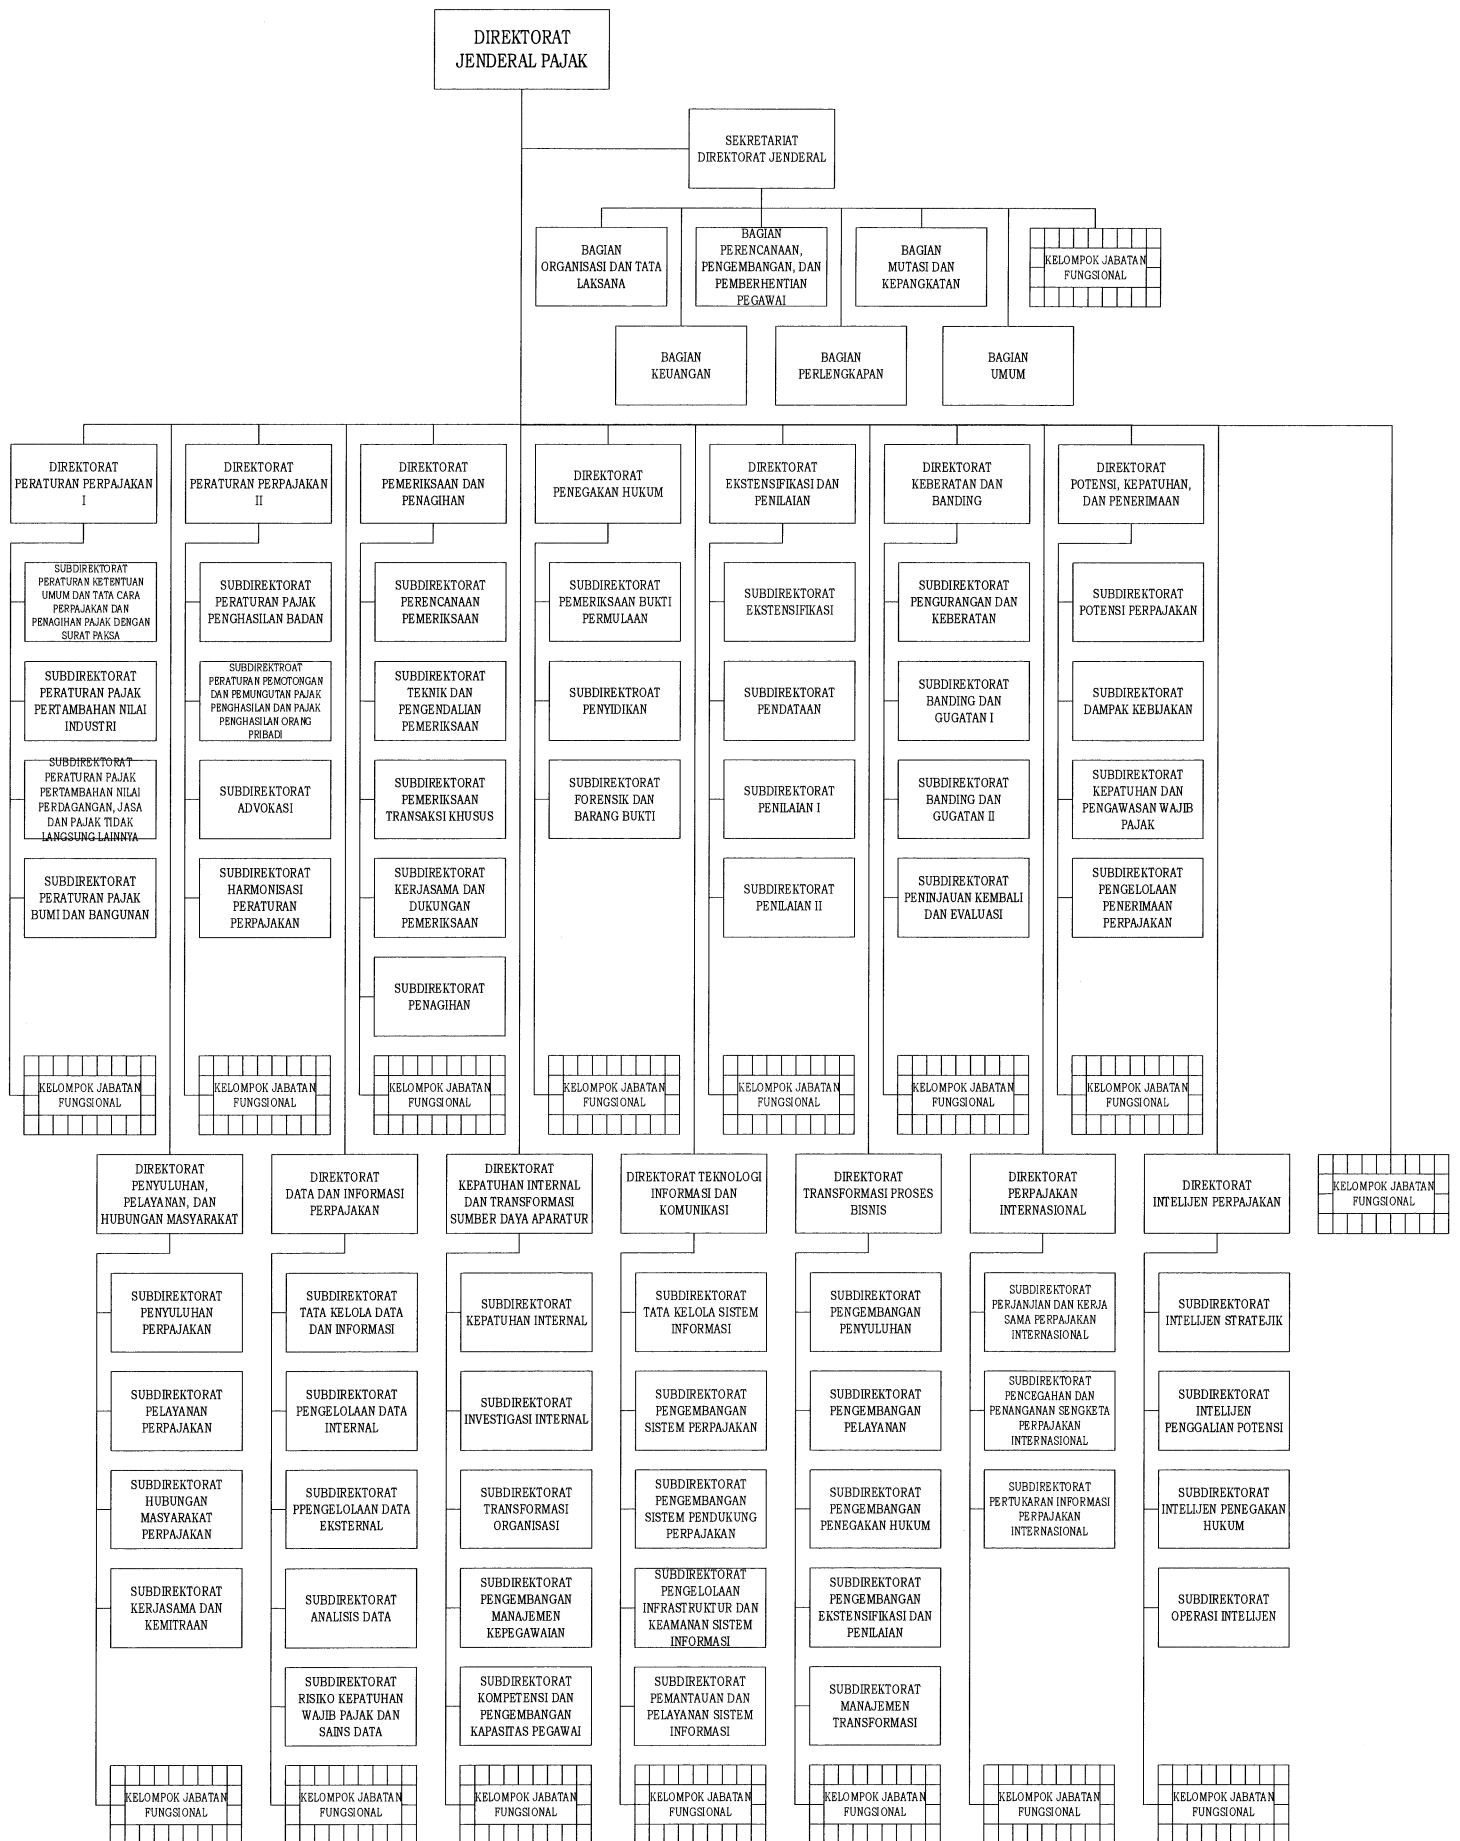 DIREKTORAT
JENDERAL PAJAK
SEKRETARIAT
DIREKTORAT JENDERAL
BAGIAN
ORGANISASI DAN TATA
LAKSANA
BAGIAN
PERENCANAAN,
PENGEMBANGAN, DAN
PEMBERHENTIAN
PEGAWAI
BAGIAN
MUTASI DAN
KEPANGKATAN
KELOMPOK JABATAN
FUNGSIONAL
BAGIAN
KEUANGAN
BAGIAN
PERLENGKAPAN
BAGIAN
UMUM
DIREKTORAT
PERATURAN PERPAJAKAN
I
DIREKTORAT
PERATURAN PERPAJAKAN
II
DIREKTORAT
PEMERIKSAAN DAN
PENAGIHAN
DIREKTORAT
PENEGAKAN HUKUM
DIREKTORAT
EKSTENSIFIKASI DAN
PENILAIAN
DIREKTORAT
KEBERATAN DAN
BANDING
DIREKTORAT
POTENSI, KEPATUHAN,
DAN PENERIMAAN
SUBDIREKTORAT
PERATURAN KETENTUAN
UMUM DAN TATA CARA
PERPAJAKAN DAN
PENAGIHAN PAJAK DENGAN
SURAT PAKSA
SUBDIREKTORAT
PERATURAN PAJAK
PENGHASILAN BADAN
SUBDIREKTORAT
PERENCANAAN
PEMERIKSAAN
SUBDIREKTORAT
PEMERIKSAAN BUKTI
PERMULAAN
SUBDIREKTORAT
EKSTENSIFIKASI
SUBDIREKTORAT
PENGURANGAN DAN
KEBERATAN
SUBDIREKTORAT
POTENSI PERPAJAKAN
SUBDIREKTORAT
PERATURAN PAJAK
PERTAMBAHAN NILAI
INDUSTRI
SUBDIREKTROAT
PERATURAN PEMOTONGAN
DAN PEMUNGUTAN PAJAK
PENGHASILAN DAN PAJAK
PENGHASILAN ORANG
PRIBADI
SUBDIREKTORAT
TEKNIK DAN
PENGENDALIAN
PEMERIKSAAN
SUBDIREKTROAT
PENYIDIKAN
SUBDIREKTORAT
PENDATAAN
SUBDIREKTORAT
BANDING DAN
GUGATAN I
SUBDIREKTORAT
DAMPAK KEBIJAKAN
SUBDIREKTORAT
PERATURAN PAJAK
PERTAMBAHAN NILAI
PERDAGANGAN, JASA
DAN PAJAK TIDAK
LANGSUNG LAINNYA
SUBDIREKTORAT
ADVOKASI
SUBDIREKTORAT
PEMERIKSAAN
TRANSAKSI KHUSUS
SUBDIREKTORAT
FORENSIK DAN
BARANG BUKTI
SUBDIREKTORAT
PENILAIAN I
SUBDIREKTORAT
BANDING DAN
GUGATAN II
SUBDIREKTORAT
KEPATUHAN DAN
PENGAWASAN WAJIB
PAJAK
SUBDIREKTORAT
PERATURAN PAJAK
BUMI DAN BANGUNAN
SUBDIREKTORAT
HARMONISASI
PERATURAN
PERPAJAKAN
SUBDIREKTORAT
KERJASAMA DAN
DUKUNGAN
PEMERIKSAAN
SUBDIREKTORAT
PENILAIAN II
SUBDIREKTORAT
PENINJAUAN KEMBALI
DAN EVALUASI
SUBDIREKTORAT
PENGELOLAAN
PENERIMAAN
PERPAJAKAN
SUBDIREKTORAT
PENAGIHAN
KELOMPOK JABATAN
FUNGSIONAL
KELOMPOK JABATAN
FUNGSIONAL
KELOMPOK JABATAN
FUNGSIONAL
KELOMPOK JABATAN
FUNGSIONAL
KELOMPOK JABATAN
FUNGSIONAL
KELOMPOK JABATAN
FUNGSIONAL
KELOMPOK JABATAN
FUNGSIONAL
DIREKTORAT
PENYULUHAN,
PELAYANAN, DAN
HUBUNGAN MASYARAKAT
DIREKTORAT
DATA DAN INFORMASI
PERPAJAKAN
DIREKTORAT
KEPATUHAN INTERNAL
DAN TRANSFORMASI
SUMBER DAYA APARATUR
DIREKTORAT TEKNOLOGI
INFORMASI DAN
KOMUNIKASI
DIREKTORAT
TRANSFORMASI PROSES
BISNIS
DIREKTORAT
PERPAJAKAN
INTERNASIONAL
DIREKTORAT
INTELIJEN PERPAJAKAN
KELOMPOK JABATAN
FUNGSIONAL
SUBDIREKTORAT
PENYULUHAN
PERPAJAKAN
SUBDIREKTORAT
TATA KELOLA DATA
DAN INFORMASI
SUBDIREKTORAT
KEPATUHAN INTERNAL
SUBDIREKTORAT
TATA KELOLA SISTEM
INFORMASI
SUBDIREKTORAT
PENGEMBANGAN
PENYULUHAN
SUBDIREKTORAT
PERJANJIAN DAN KERJA
SAMA PERPAJAKAN
INTERNASIONAL
SUBDIREKTORAT
INTELIJEN STRATEJIK
SUBDIREKTORAT
PELAYANAN
PERPAJAKAN
SUBDIREKTORAT
PENGELOLAAN DATA
INTERNAL
SUBDIREKTORAT
INVESTIGASI INTERNAL
SUBDIREKTORAT
PENGEMBANGAN
SISTEM PERPAJAKAN
SUBDIREKTORAT
PENGEMBANGAN
PELAYANAN
SUBDIREKTORAT
PENCEGAHAN DAN
PENANGANAN SENGKETA
PERPAJAKAN
INTERNASIONAL
SUBDIREKTORAT
INTELIJEN
PENGGALIAN POTENSI
SUBDIREKTORAT
HUBUNGAN
MASYARAKAT
PERPAJAKAN
SUBDIREKTORAT
PPENGELOLAAN DATA
EKSTERNAL
SUBDIREKTORAT
TRANSFORMASI
ORGANISASI
SUBDIREKTORAT
PENGEMBANGAN
SISTEM PENDUKUNG
PERPAJAKAN
SUBDIREKTORAT
PENGEMBANGAN
PENEGAKAN HUKUM
SUBDIREKTORAT
PERTUKARAN INFORMASI
PERPAJAKAN
INTERNASIONAL
SUBDIREKTORAT
INTELIJEN PENEGAKAN
HUKUM
SUBDIREKTORAT
KERJASAMA DAN
KEMITRAAN
SUBDIREKTORAT
ANALISIS DATA
SUBDIREKTORAT
PENGEMBANGAN
MANAJEMEN
KEPEGAWAIAN
SUBDIREKTORAT
PENGELOLAAN
INFRASTRUKTUR DAN
KEAMANAN SISTEM
INFORMASI
SUBDIREKTORAT
PENGEMBANGAN
EKSTENSIFIKASI DAN
PENILAIAN
SUBDIREKTORAT
OPERASI INTELIJEN
SUBDIREKTORAT
RISIKO KEPATUHAN
WAJIB PAJAK DAN
SAINS DATA
SUBDIREKTORAT
KOMPETENSI DAN
PENGEMBANGAN
KAPASITAS PEGAWAI
SUBDIREKTORAT
PEMANTAUAN DAN
PELAYANAN SISTEM
INFORMASI
SUBDIREKTORAT
MANAJEMEN
TRANSFORMASI
KELOMPOK JABATAN
FUNGSIONAL
KELOMPOK JABATAN
FUNGSIONAL
KELOMPOK JABATAN
FUNGSIONAL
KELOMPOK JABATAN
FUNGSIONAL
KELOMPOK JABATAN
FUNGSIONAL
KELOMPOK JABATAN
FUNGSIONAL
KELOMPOK JABATAN
FUNGSIONAL